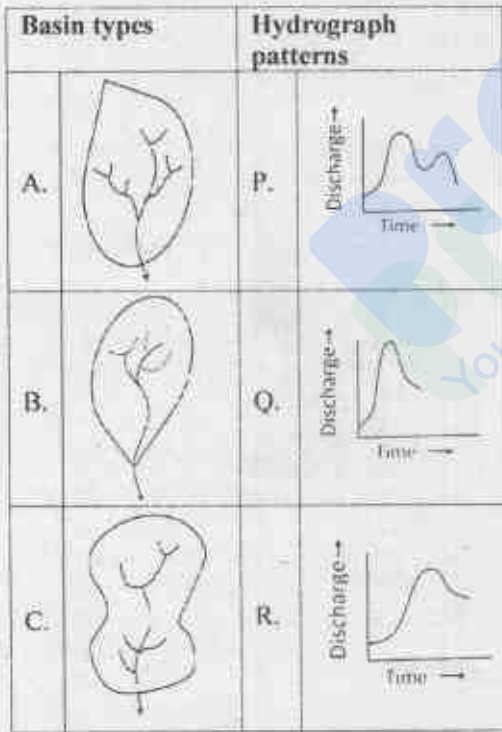 Basin types
Hydrograph
patterns
A.
P.
Discharge→
Time →
B.
Q.
Discharge→
Time →
C.
R.
Discharge→
Time →